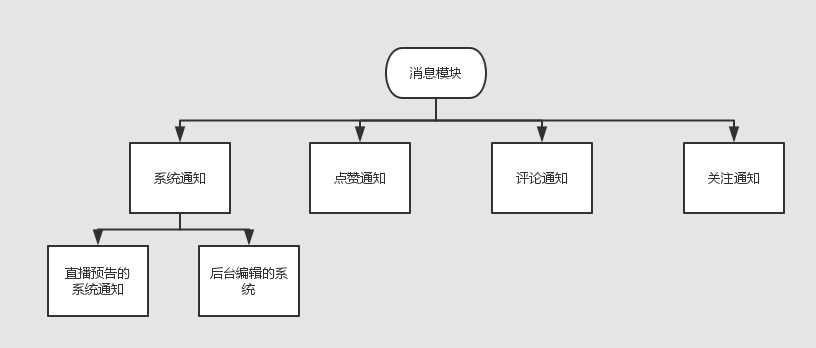 消息模块
系统通知
点赞通知
评论通知
关注通知
直播预告的
系统通知
后台编辑的系
统